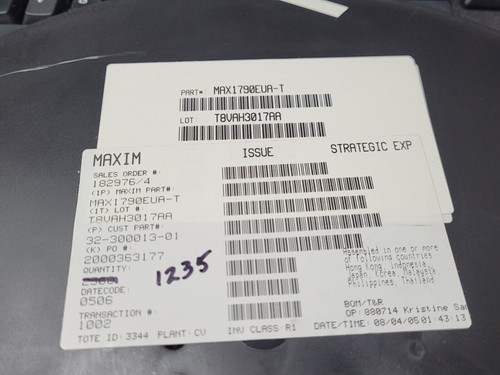 PART#: MAX1790EUA-T
LOT: T8VAH3017AA
MAXIM ISSUE STRATEGIC EXP
SALES ORDER #:
182976/4
(1P) MAXIM PART#:
MAX1790EUA-T
(1T) LOT #:
T8VAH3017AA
(P) CUST PART#:
32-300013-01
(K) PO #:
2000363177
QUANTITY:
2500 1235
DATECODE:
0506
TRANSACTION #:
1002
Assembled in one or more
of following countries
Hong Kong, Indonesia,
Japan, Korea, Malaysia
Philippines, Thailand
BOM/T&R
OP: 880714 Kristine
TOTE ID: 3344 PLANT: CV INV CLASS: R1 DATE/TIME: 08/04/05 01:43:13